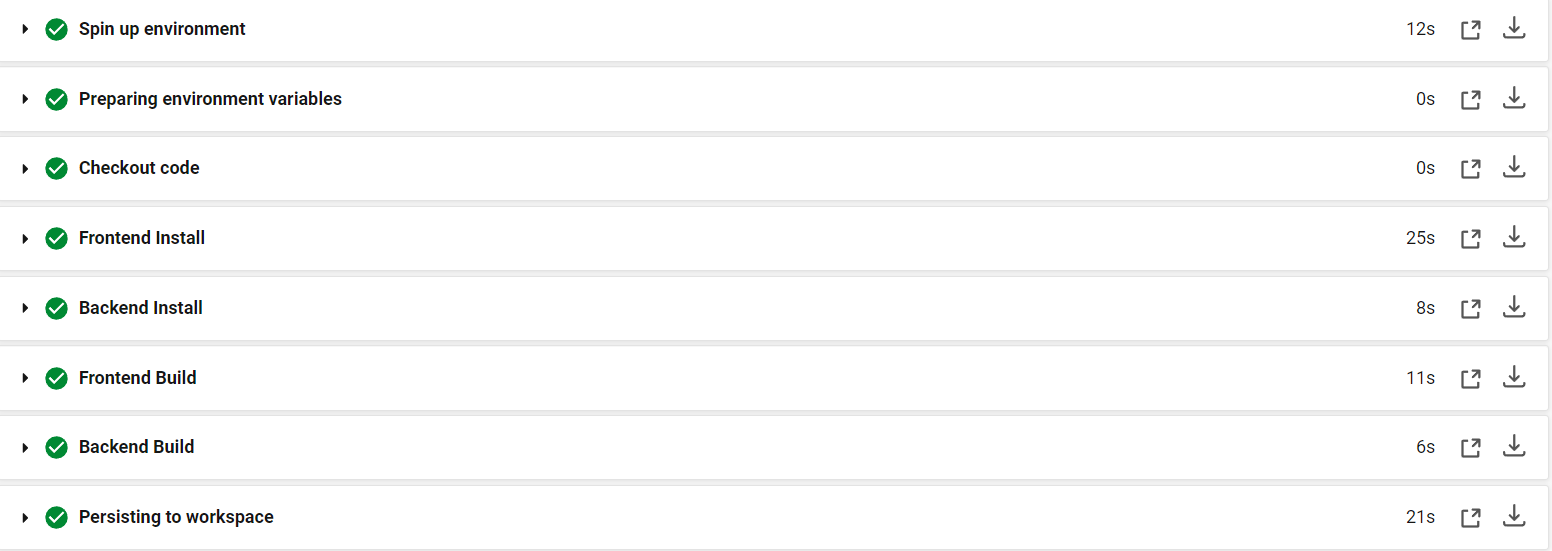 Spin up environment 12s
Preparing environment variables 0s
Checkout code 0s
Frontend Install 25s
Backend Install 8s
Frontend Build 11s
Backend Build 6s
Persisting to workspace 21s